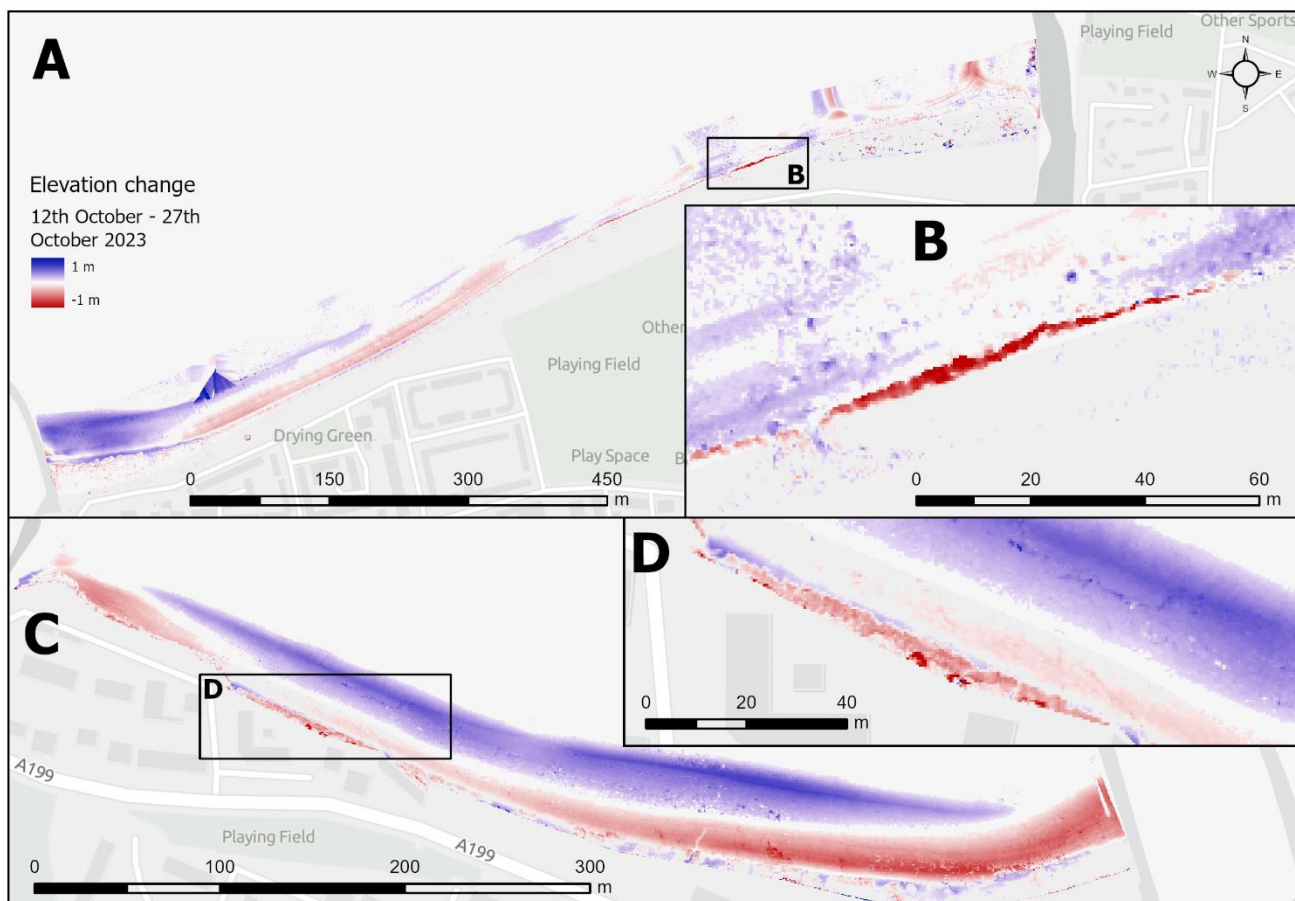 A
Playing Field
Other Sports
N
W
E
S
B
Elevation change
12th October - 27th
October 2023
1 m
-1 m
B
Other
Playing Field
Drying Green
Play Space
B
0 150 300 450
m
0 20 40 60
m
C
D
D
0 20 40
m
A199
Playing Field
A199
0 100 200 300
m